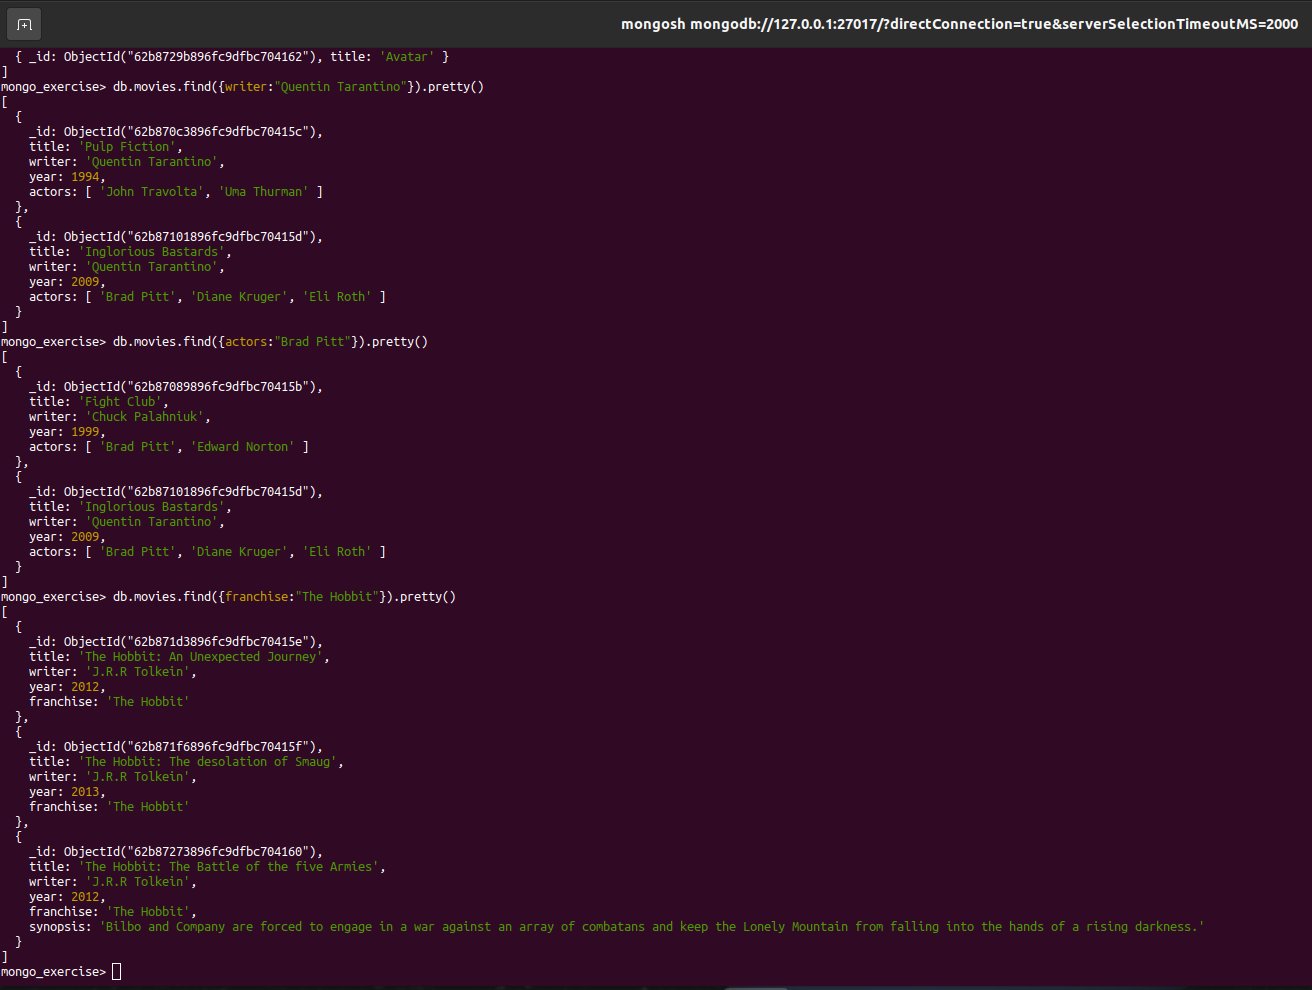 mongosh mongodb://127.0.0.1:27017/?directConnection=true&serverSelectionTimeoutMS=2000
  { _id: ObjectId("62b8729b896fc9dfbc704162"), title: 'Avatar' }
]
mongo_exercise> db.movies.find({writer:"Quentin Tarantino"}).pretty()
[
  {
    _id: ObjectId("62b870c3896fc9dfbc70415c"),
    title: 'Pulp Fiction',
    writer: 'Quentin Tarantino',
    year: 1994,
    actors: [ 'John Travolta', 'Uma Thurman' ]
  },
  {
    _id: ObjectId("62b87101896fc9dfbc70415d"),
    title: 'Inglorious Bastards',
    writer: 'Quentin Tarantino',
    year: 2009,
    actors: [ 'Brad Pitt', 'Diane Kruger', 'Eli Roth' ]
  }
]
mongo_exercise> db.movies.find({actors:"Brad Pitt"}).pretty()
[
  {
    _id: ObjectId("62b87089896fc9dfbc70415b"),
    title: 'Fight Club',
    writer: 'Chuck Palahniuk',
    year: 1999,
    actors: [ 'Brad Pitt', 'Edward Norton' ]
  },
  {
    _id: ObjectId("62b87101896fc9dfbc70415d"),
    title: 'Inglorious Bastards',
    writer: 'Quentin Tarantino',
    year: 2009,
    actors: [ 'Brad Pitt', 'Diane Kruger', 'Eli Roth' ]
  }
]
mongo_exercise> db.movies.find({franchise:"The Hobbit"}).pretty()
[
  {
    _id: ObjectId("62b871d3896fc9dfbc70415e"),
    title: 'The Hobbit: An Unexpected Journey',
    writer: 'J.R.R Tolkein',
    year: 2012,
    franchise: 'The Hobbit'
  },
  {
    _id: ObjectId("62b871f6896fc9dfbc70415f"),
    title: 'The Hobbit: The desolation of Smaug',
    writer: 'J.R.R Tolkein',
    year: 2013,
    franchise: 'The Hobbit'
  },
  {
    _id: ObjectId("62b87273896fc9dfbc704160"),
    title: 'The Hobbit: The Battle of the five Armies',
    writer: 'J.R.R Tolkein',
    year: 2012,
    franchise: 'The Hobbit',
    synopsis: 'Bilbo and Company are forced to engage in a war against an array of combatans and keep the Lonely Mountain from falling into the hands of a rising darkness.'
  }
]
mongo_exercise>